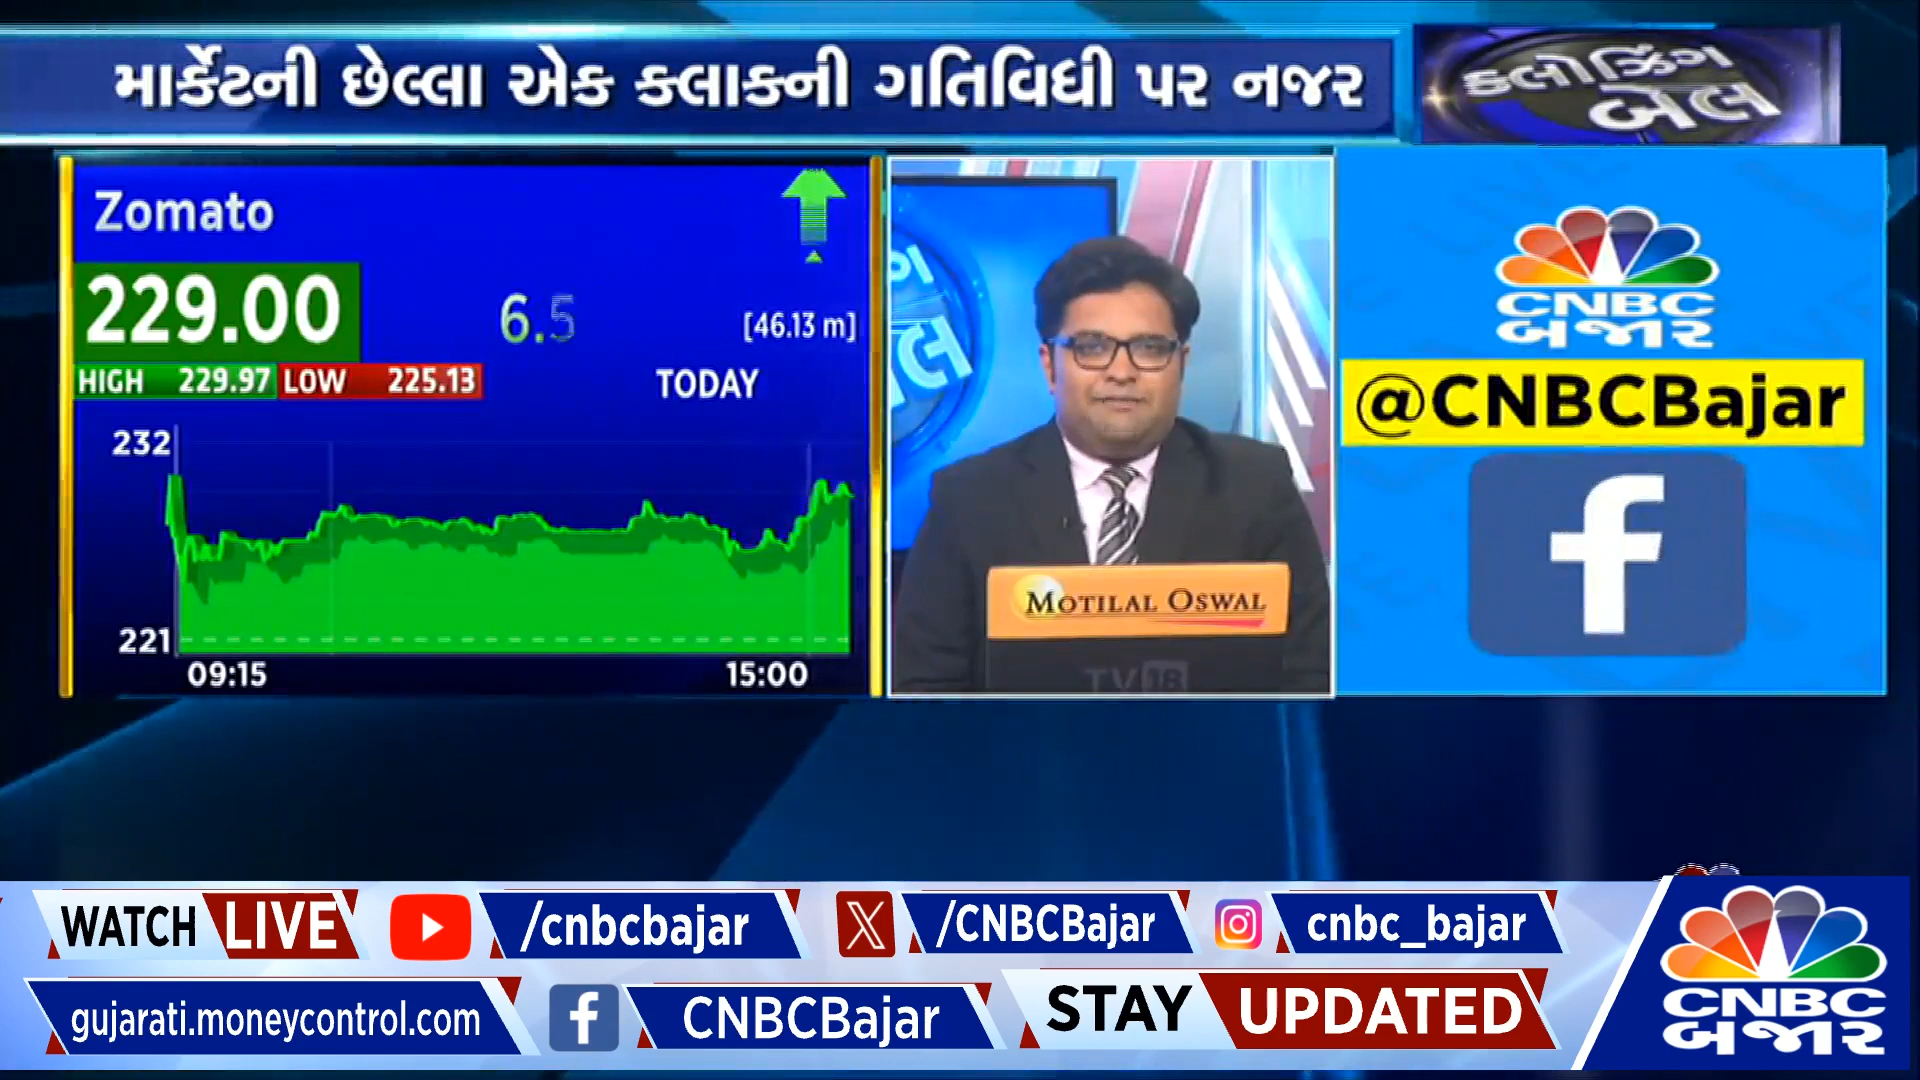 માર્કેટની છેલ્લા એક ક્લાકની ગતિવિધી પર નજર
ક્લોઝિંગ
બેલ
Zomato
229.00
6.5
[46.13 m]
HIGH 229.97 LOW 225.13
TODAY
232
221
09:15 15:00
MOTILAL OSWAL
TV18
CNBC
બજાર
@CNBCBajar
WATCH LIVE /cnbcbajar /CNBCBajar cnbc_bajar
gujarati.moneycontrol.com CNBCBajar STAY UPDATED
CNBC
બજાર